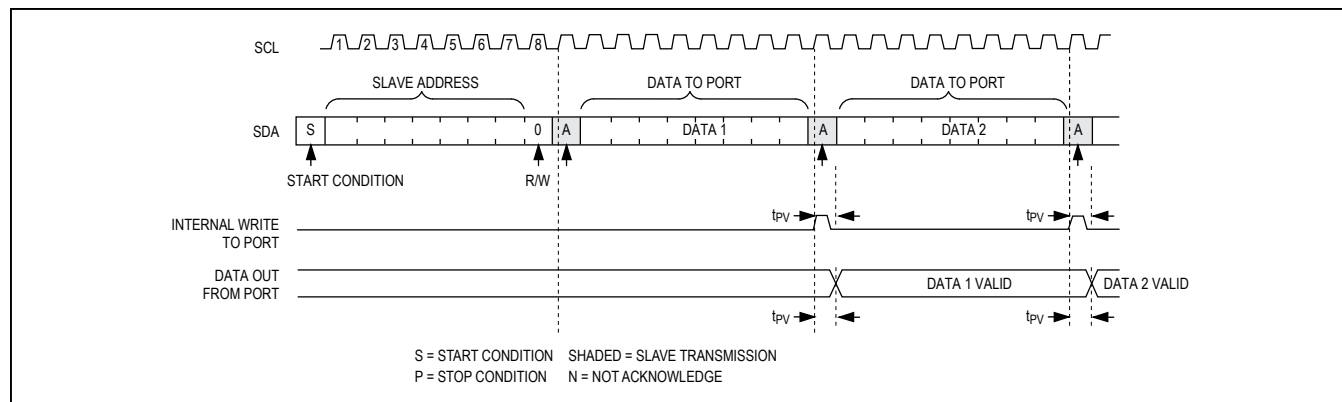 SCL 1 2 3 4 5 6 7 8
SLAVE ADDRESS DATA TO PORT DATA TO PORT
SDA S 0 A DATA 1 A DATA 2 A
START CONDITION R/W
tPV tPV
INTERNAL WRITE
TO PORT
DATA OUT
FROM PORT
DATA 1 VALID DATA 2 VALID
tPV tPV
S = START CONDITION SHADED = SLAVE TRANSMISSION
P = STOP CONDITION N = NOT ACKNOWLEDGE